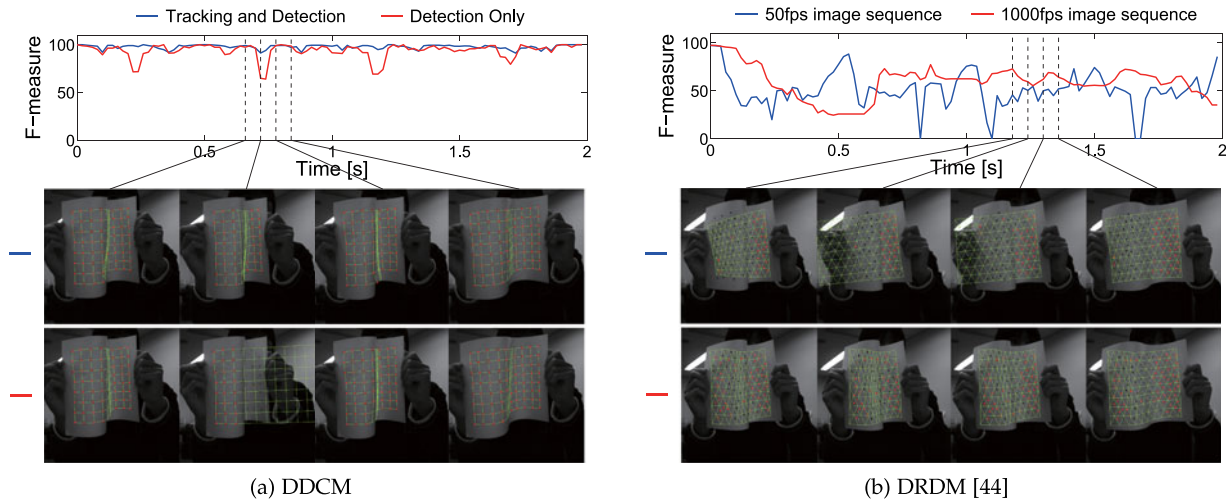 Tracking and Detection
Detection Only
F-measure
100
50
0
0
0.5
1
1.5
2
Time [s]
(a) DDCM
50fps image sequence
1000fps image sequence
F-measure
100
50
0
0
0.5
1
1.5
2
Time [s]
(b) DRDM [44]